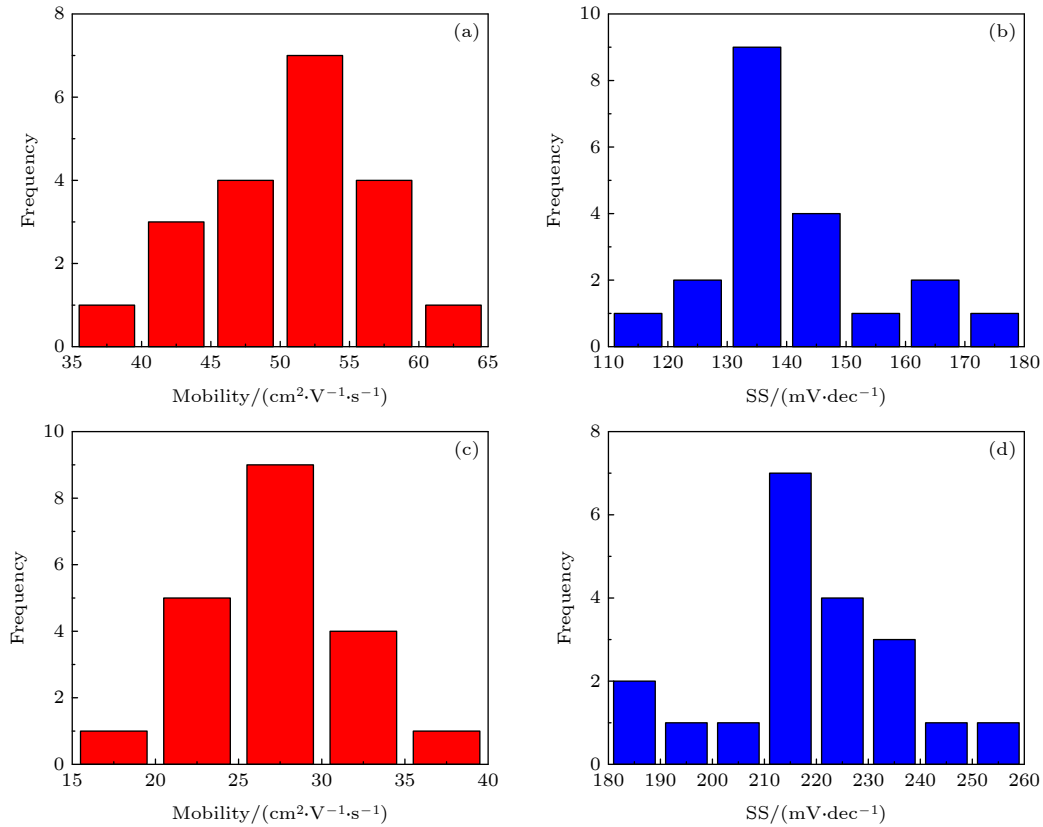 (a)
8
6
4
2
0
Frequency
35 40 45 50 55 60 65
Mobility/(cm²·V⁻¹·s⁻¹)
(b)
10
8
6
4
2
0
Frequency
110 120 130 140 150 160 170 180
SS/(mV·dec⁻¹)
(c)
10
8
6
4
2
0
Frequency
15 20 25 30 35 40
Mobility/(cm²·V⁻¹·s⁻¹)
(d)
8
6
4
2
0
Frequency
180 190 200 210 220 230 240 250 260
SS/(mV·dec⁻¹)